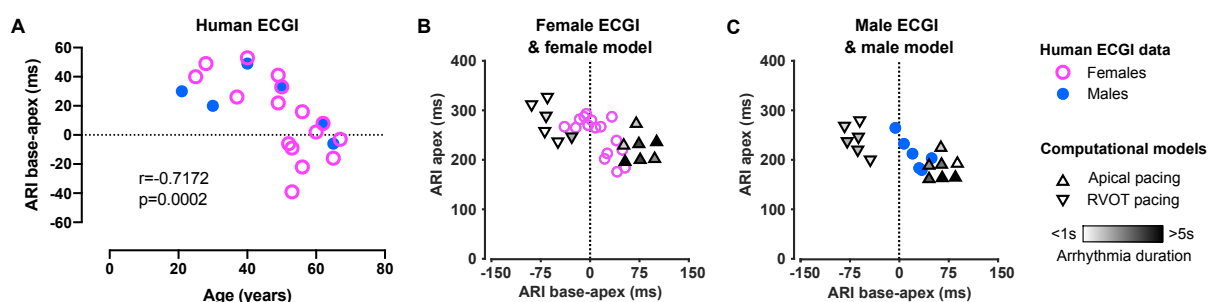 A
Human ECGI
ARI base-apex (ms)
60
40
20
0
-20
-40
-60
r=-0.7172
p=0.0002
0
20
40
60
80
Age (years)
B
Female ECGI
& female model
ARI apex (ms)
400
300
200
100
0
-150
-75
0
75
150
ARI base-apex (ms)
C
Male ECGI
& male model
ARI apex (ms)
400
300
200
100
0
-150
-75
0
75
150
ARI base-apex (ms)
Human ECGI data
Females
Males
Computational models
Apical pacing
RVOT pacing
<1s
>5s
Arrhythmia duration